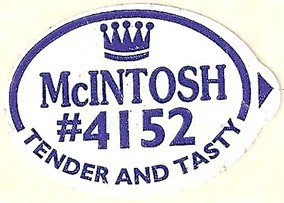 McINTOSH
#4152
TENDER AND TASTY